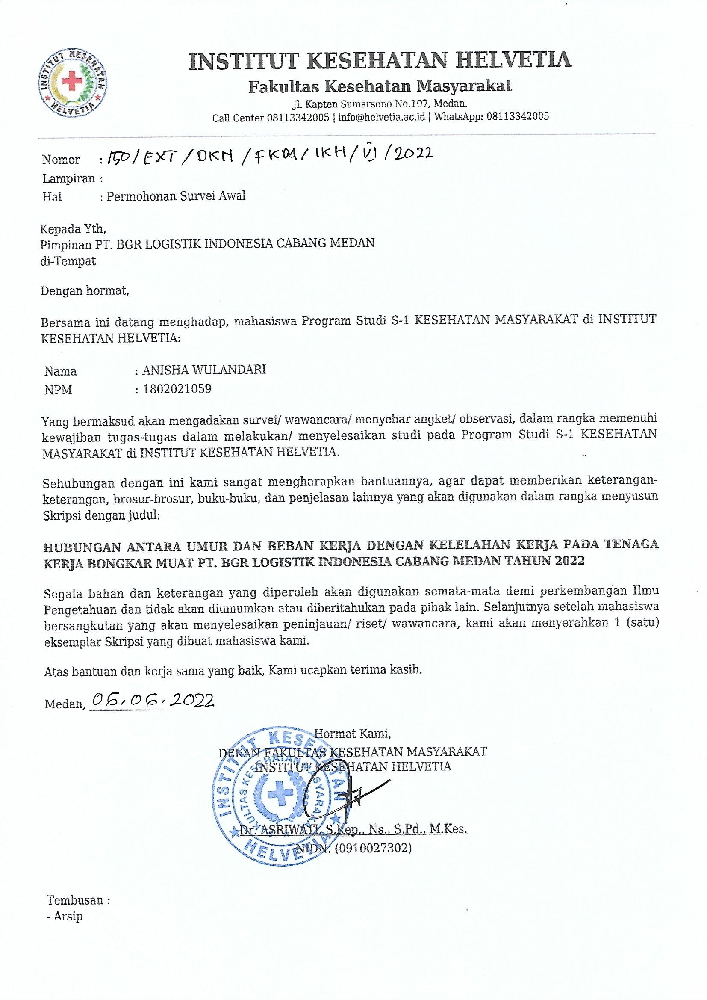 INSTITUT KESEHATAN
HELVETIA
INSTITUT KESEHATAN HELVETIA
Fakultas Kesehatan Masyarakat
Jl. Kapten Sumarsono No.107, Medan.
Call Center 08113342005 | info@helvetia.ac.id | WhatsApp: 08113342005
Nomor : 150/EXT/DKN/FKM/IKH/VI/2022
Lampiran :
Hal : Permohonan Survei Awal
Kepada Yth,
Pimpinan PT. BGR LOGISTIK INDONESIA CABANG MEDAN
di-Tempat
Dengan hormat,
Bersama ini datang menghadap, mahasiswa Program Studi S-1 KESEHATAN MASYARAKAT di INSTITUT
KESEHATAN HELVETIA:
Nama : ANISHA WULANDARI
NPM : 1802021059
Yang bermaksud akan mengadakan survei/ wawancara/ menyebar angket/ observasi, dalam rangka memenuhi
kewajiban tugas-tugas dalam melakukan/ menyelesaikan studi pada Program Studi S-1 KESEHATAN
MASYARAKAT di INSTITUT KESEHATAN HELVETIA.
Sehubungan dengan ini kami sangat mengharapkan bantuannya, agar dapat memberikan keterangan-
keterangan, brosur-brosur, buku-buku, dan penjelasan lainnya yang akan digunakan dalam rangka menyusun
Skripsi dengan judul:
HUBUNGAN ANTARA UMUR DAN BEBAN KERJA DENGAN KELELAHAN KERJA PADA TENAGA
KERJA BONGKAR MUAT PT. BGR LOGISTIK INDONESIA CABANG MEDAN TAHUN 2022
Segala bahan dan keterangan yang diperoleh akan digunakan semata-mata demi perkembangan Ilmu
Pengetahuan dan tidak akan diumumkan atau diberitahukan pada pihak lain. Selanjutnya setelah mahasiswa
bersangkutan yang akan menyelesaikan peninjauan/ riset/ wawancara, kami akan menyerahkan 1 (satu)
eksemplar Skripsi yang dibuat mahasiswa kami.
Atas bantuan dan kerja sama yang baik, Kami ucapkan terima kasih.
Medan, 06.06.2022
Hormat Kami,
DEKAN FAKULTAS KESEHATAN MASYARAKAT
INSTITUT KESEHATAN HELVETIA
INSTITUT KESEHATAN
FAKULTAS KESEHATAN MASYARAKAT
HELVETIA
Dr. ASRIWATI, S.Kep., Ns., S.Pd., M.Kes.
NIDN. (0910027302)
Tembusan :
- Arsip